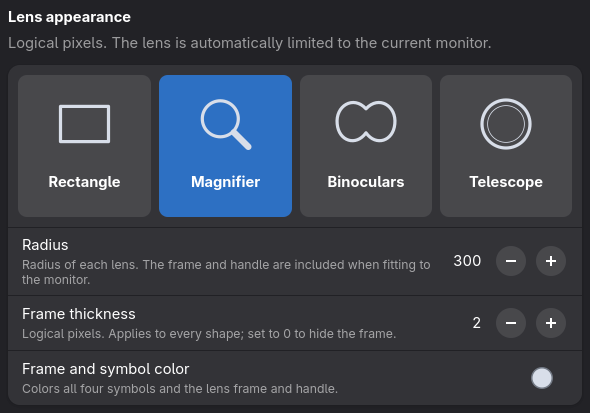 Lens appearance
Logical pixels. The lens is automatically limited to the current monitor.
Rectangle
Magnifier
Binoculars
Telescope
Radius
Radius of each lens. The frame and handle are included when fitting to
the monitor.
300
Frame thickness
Logical pixels. Applies to every shape; set to 0 to hide the frame.
2
Frame and symbol color
Colors all four symbols and the lens frame and handle.